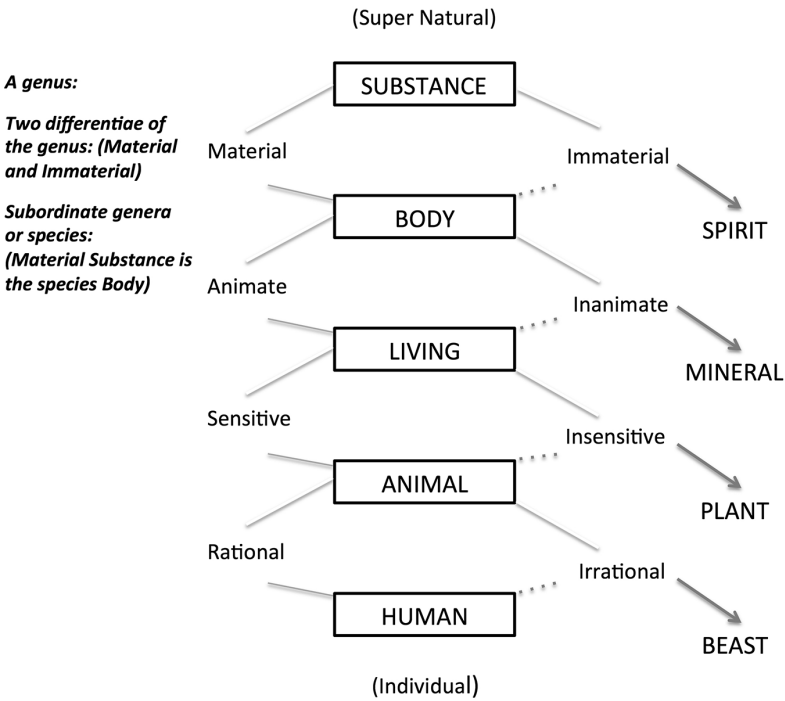 (Super Natural)
A genus:
SUBSTANCE
Two differentiae of
the genus: (Material
and Immaterial)
Material
Immaterial
Subordinate genera
or species:
(Material Substance is
the species Body)
BODY
SPIRIT
Animate
Inanimate
LIVING
MINERAL
Sensitive
Insensitive
ANIMAL
PLANT
Rational
Irrational
HUMAN
BEAST
(Individual)